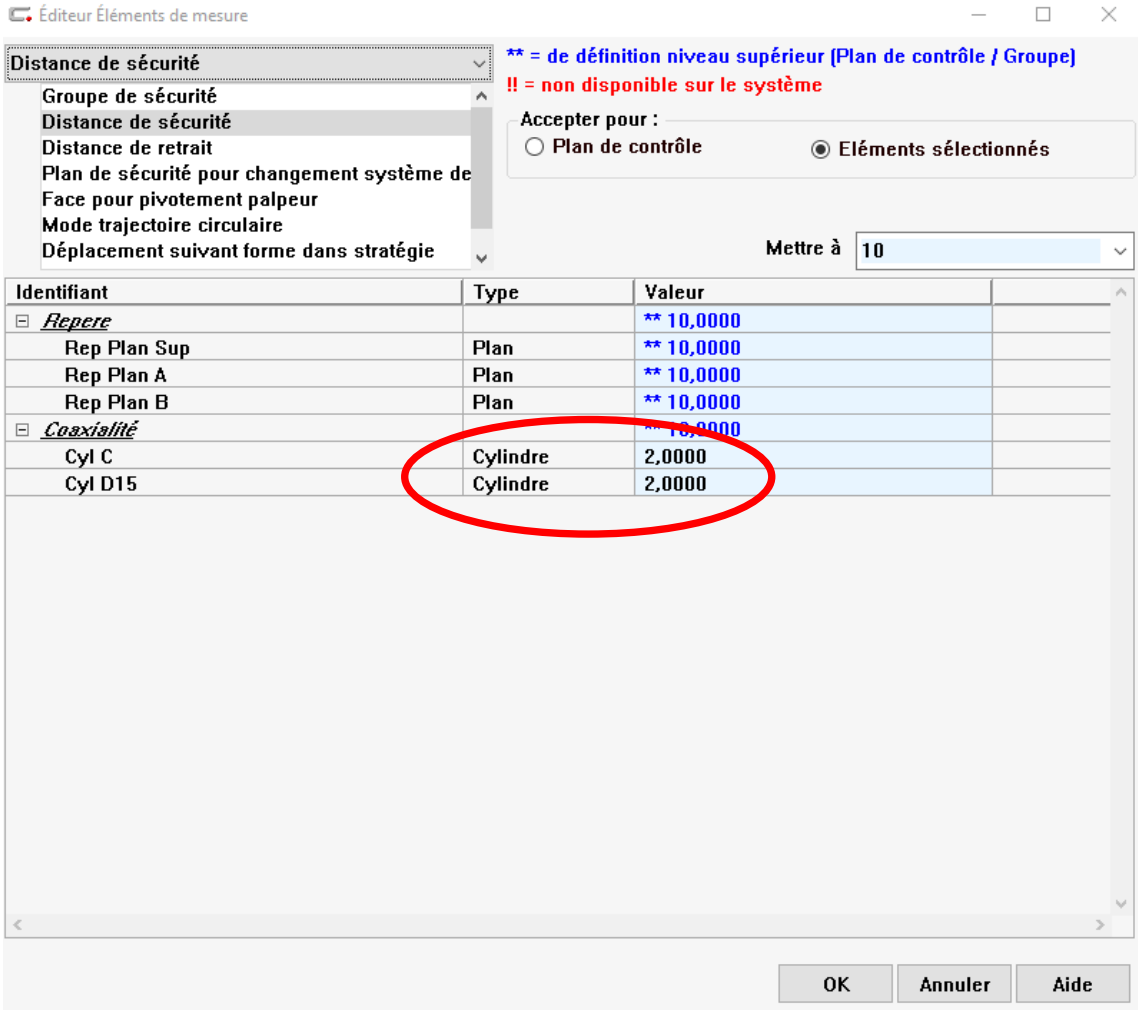 Éditeur Éléments de mesure
Distance de sécurité
** = de définition niveau supérieur (Plan de contrôle / Groupe)
!! = non disponible sur le système
Groupe de sécurité
Distance de sécurité
Distance de retrait
Plan de sécurité pour changement système de
Face pour pivotement palpeur
Mode trajectoire circulaire
Déplacement suivant forme dans stratégie
Accepter pour :
Plan de contrôle Eléments sélectionnés
Mettre à 10
Identifiant Type Valeur
Repere ** 10,0000
Rep Plan Sup Plan ** 10,0000
Rep Plan A Plan ** 10,0000
Rep Plan B Plan ** 10,0000
Coaxialité ** 10,0000
Cyl C Cylindre 2,0000
Cyl D15 Cylindre 2,0000
OK Annuler Aide